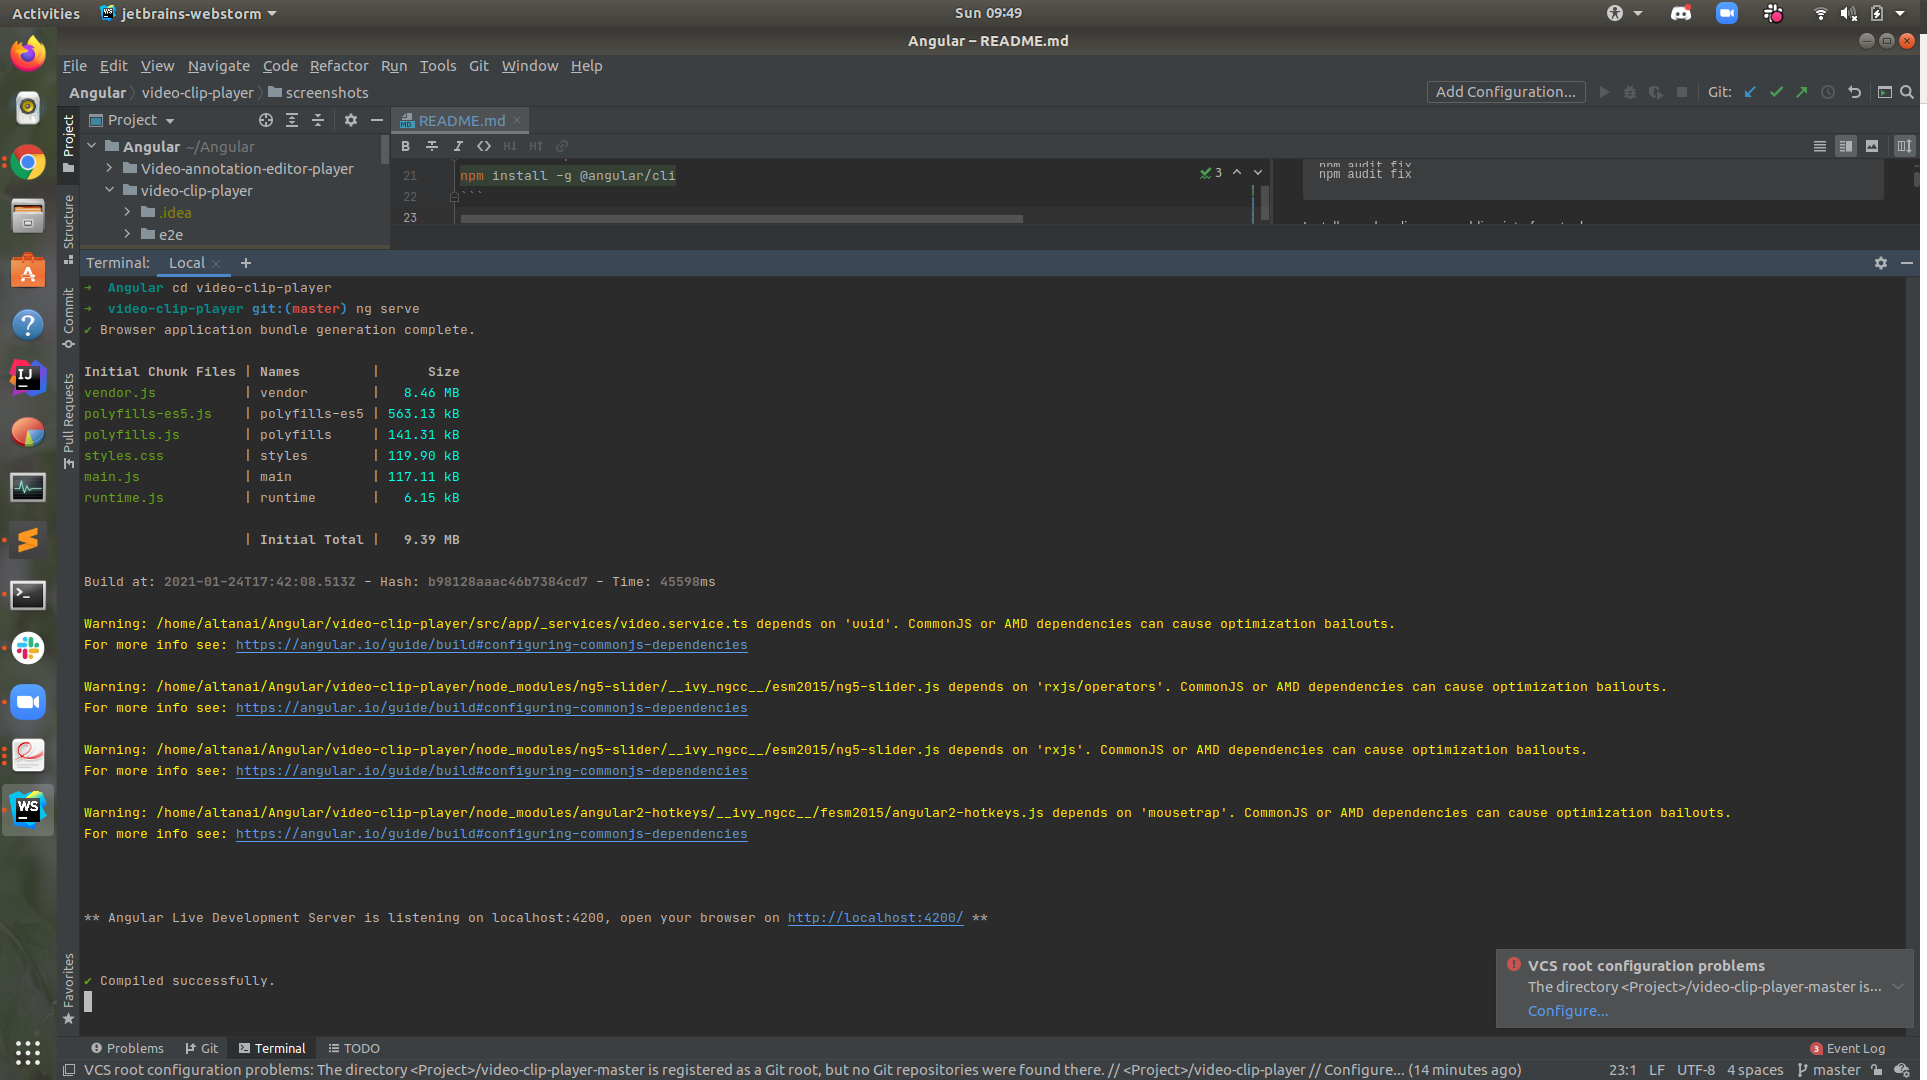 Activities jetbrains-webstorm Sun 09:49
Angular – README.md
File Edit View Navigate Code Refactor Run Tools Git Window Help
Angular video-clip-player screenshots Add Configuration... Git:
Project README.md
Angular ~/Angular
Video-annotation-editor-player
video-clip-player
.idea
e2e
21 npm install -g @angular/cli
22 ```
23
3
npm audit fix
npm audit fix
Project
Structure
Commit
Pull Requests
Favorites
Terminal: Local +
→ Angular cd video-clip-player
→ video-clip-player git:(master) ng serve
✔ Browser application bundle generation complete.
Initial Chunk Files | Names | Size
vendor.js | vendor | 8.46 MB
polyfills-es5.js | polyfills-es5 | 563.13 kB
polyfills.js | polyfills | 141.31 kB
styles.css | styles | 119.90 kB
main.js | main | 117.11 kB
runtime.js | runtime | 6.15 kB
| Initial Total | 9.39 MB
Build at: 2021-01-24T17:42:08.513Z - Hash: b98128aaac46b7384cd7 - Time: 45598ms
Warning: /home/altanai/Angular/video-clip-player/src/app/_services/video.service.ts depends on 'uuid'. CommonJS or AMD dependencies can cause optimization bailouts.
For more info see: https://angular.io/guide/build#configuring-commonjs-dependencies
Warning: /home/altanai/Angular/video-clip-player/node_modules/ng5-slider/__ivy_ngcc__/esm2015/ng5-slider.js depends on 'rxjs/operators'. CommonJS or AMD dependencies can cause optimization bailouts.
For more info see: https://angular.io/guide/build#configuring-commonjs-dependencies
Warning: /home/altanai/Angular/video-clip-player/node_modules/ng5-slider/__ivy_ngcc__/esm2015/ng5-slider.js depends on 'rxjs'. CommonJS or AMD dependencies can cause optimization bailouts.
For more info see: https://angular.io/guide/build#configuring-commonjs-dependencies
Warning: /home/altanai/Angular/video-clip-player/node_modules/angular2-hotkeys/__ivy_ngcc__/fesm2015/angular2-hotkeys.js depends on 'mousetrap'. CommonJS or AMD dependencies can cause optimization bailouts.
For more info see: https://angular.io/guide/build#configuring-commonjs-dependencies
** Angular Live Development Server is listening on localhost:4200, open your browser on http://localhost:4200/ **
✔ Compiled successfully.
VCS root configuration problems
The directory <Project>/video-clip-player-master is...
Configure...
Problems Git Terminal TODO 3 Event Log
VCS root configuration problems: The directory <Project>/video-clip-player-master is registered as a Git root, but no Git repositories were found there. // <Project>/video-clip-player // Configure... (14 minutes ago) 23:1 LF UTF-8 4 spaces master